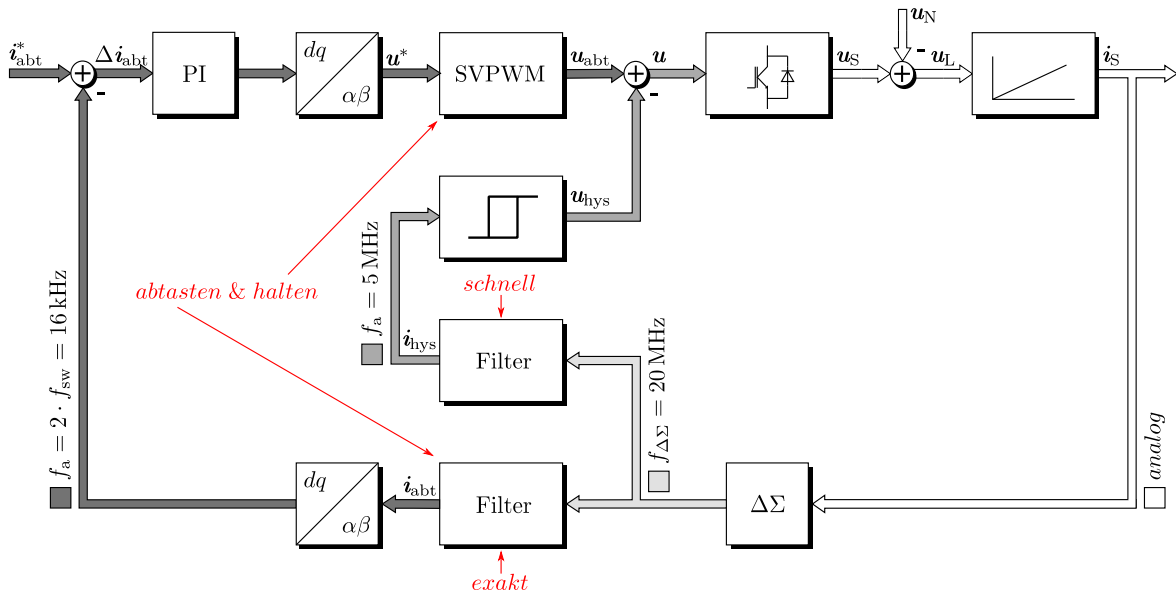 i*abt
Δ iabt
-
PI
dq
αβ
u*
SVPWM
uabt
u
-
uS
uN
-
uL
iS
uhys
abtasten & halten
schnell
fa = 5 MHz
ihys
Filter
fa = 2 · fsw = 16 kHz
fΔΣ = 20 MHz
analog
dq
αβ
iabt
Filter
ΔΣ
exakt